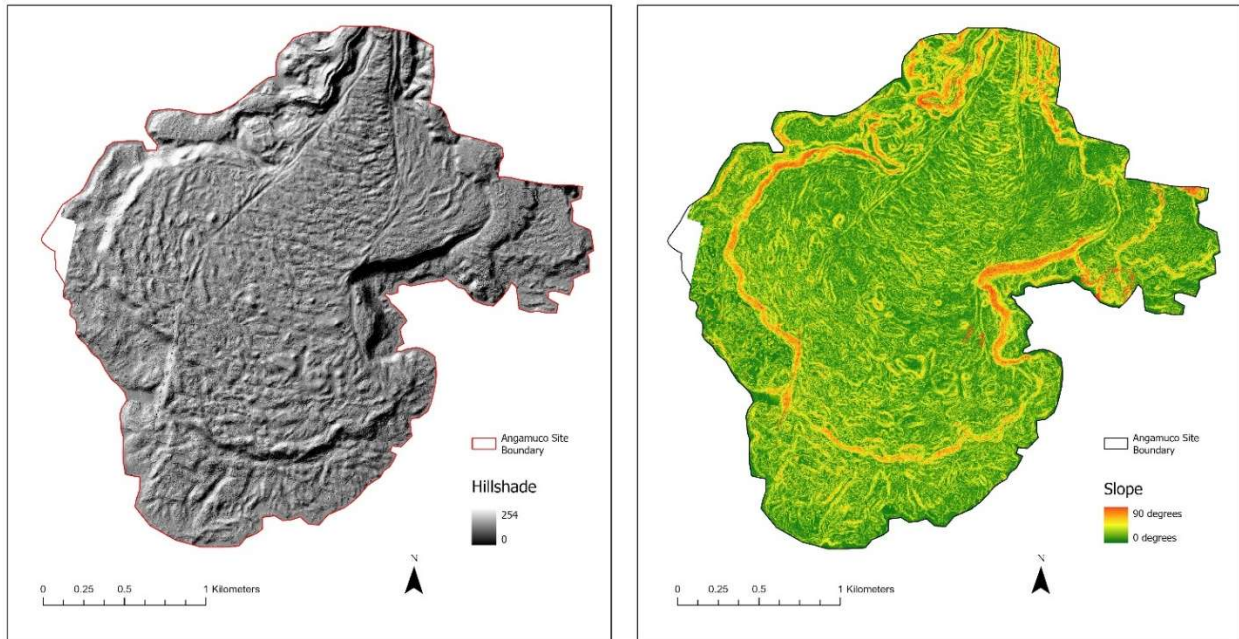 Angamuco Site
Boundary
Hillshade
254
0
N
0 0.25 0.5 1 Kilometers
Angamuco Site
Boundary
Slope
90 degrees
0 degrees
N
0 0.25 0.5 1 Kilometers